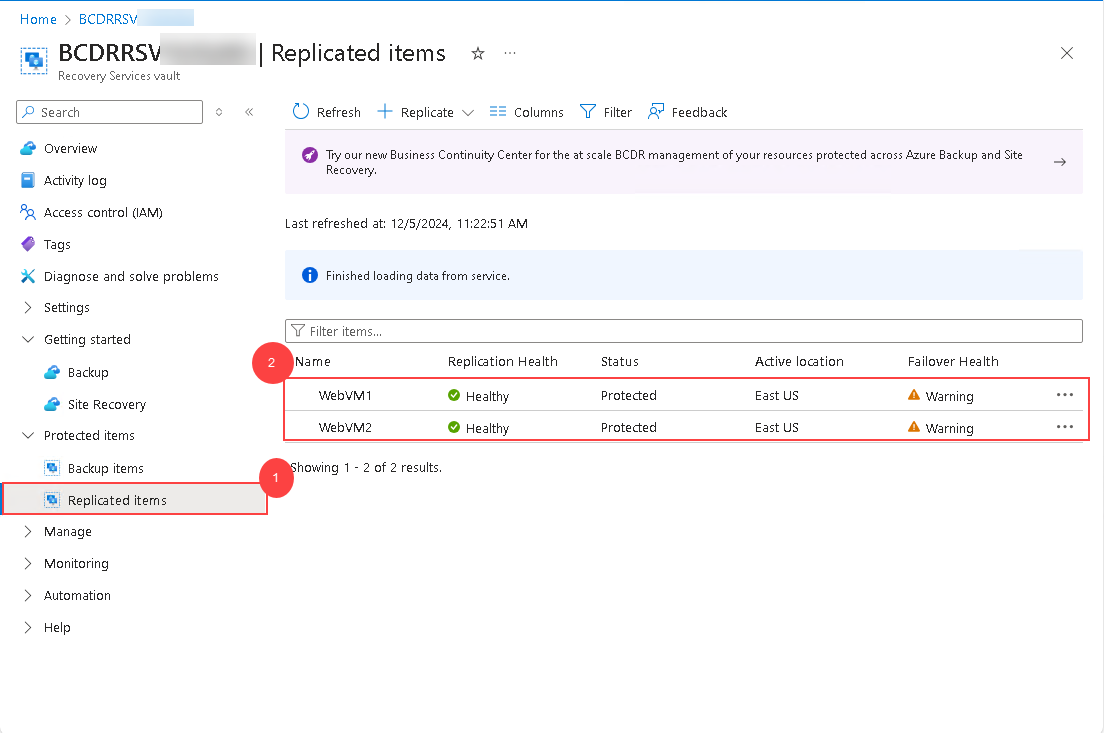 Home > BCDRRSV
BCDRRSV | Replicated items
Recovery Services vault
Search
Overview
Activity log
Access control (IAM)
Tags
Diagnose and solve problems
Settings
Getting started
Backup
Site Recovery
Protected items
Backup items
Replicated items
1
Manage
Monitoring
Automation
Help
Refresh Replicate Columns Filter Feedback
Try our new Business Continuity Center for the at scale BCDR management of your resources protected across Azure Backup and Site
Recovery.
Last refreshed at: 12/5/2024, 11:22:51 AM
Finished loading data from service.
Filter items...
2
Name Replication Health Status Active location Failover Health
WebVM1 Healthy Protected East US Warning
WebVM2 Healthy Protected East US Warning
Showing 1 - 2 of 2 results.